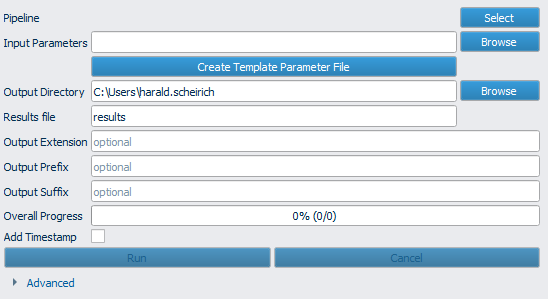 Pipeline Select
Input Parameters Browse
Create Template Parameter File
Output Directory C:\Users\harald.scheirich Browse
Results file results
Output Extension optional
Output Prefix optional
Output Suffix optional
Overall Progress 0% (0/0)
Add Timestamp
Run Cancel
Advanced